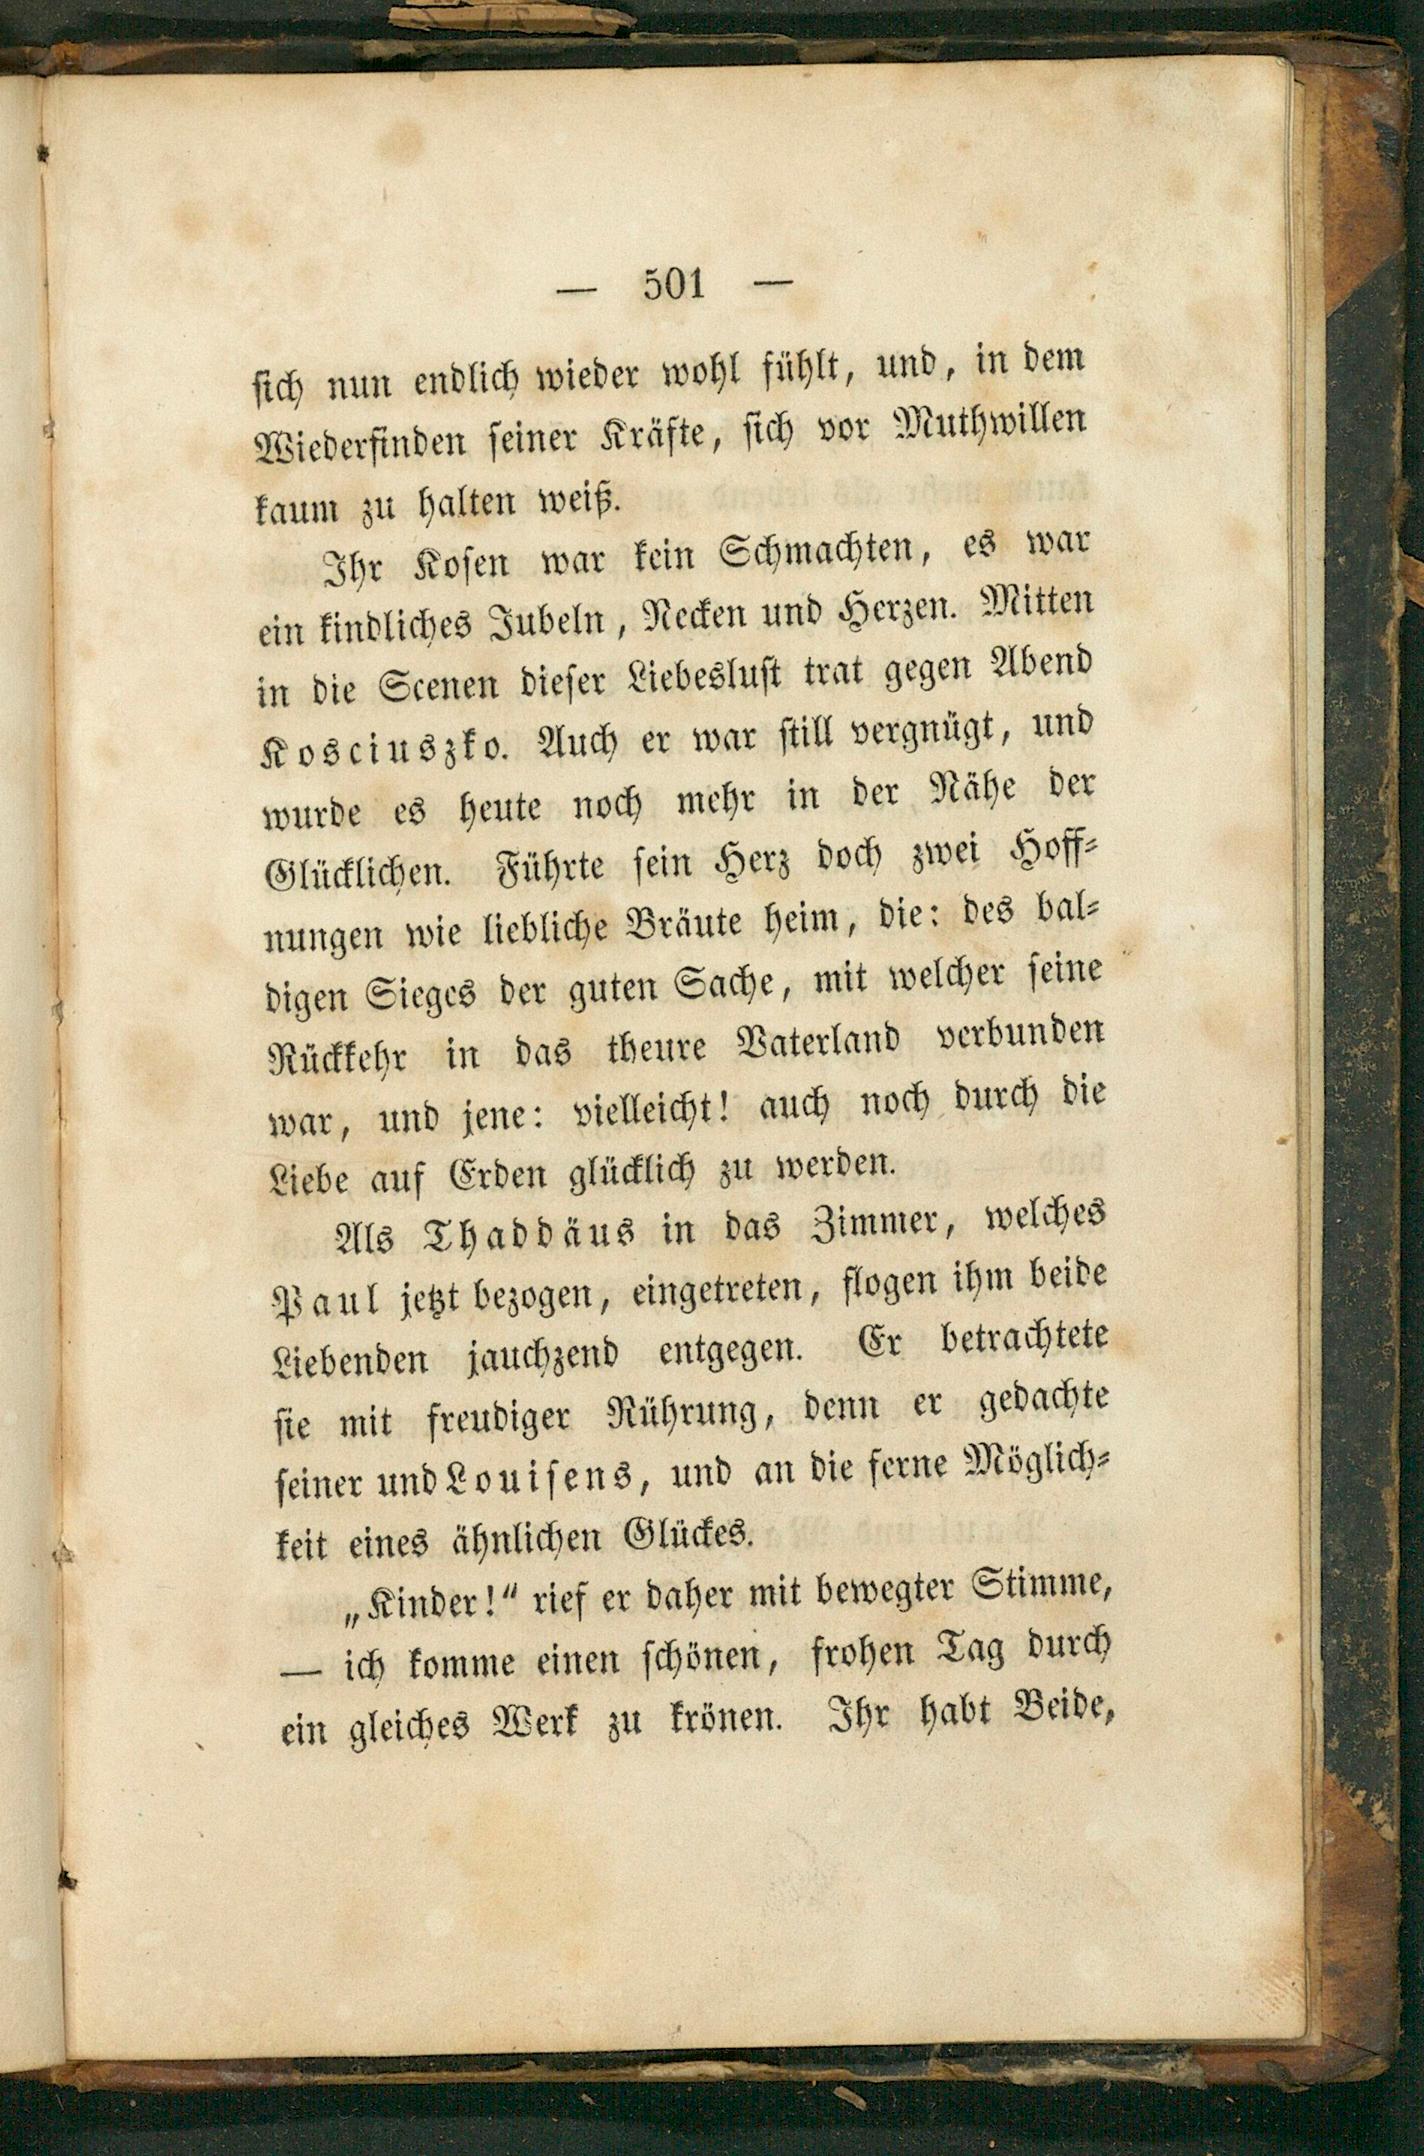 — 501 —
sich nun endlich wieder wohl fühlt, und, in dem
Wiederfinden seiner Kräfte, sich vor Muthwillen
kaum zu halten weiß.
Ihr Kosen war kein Schmachten, es war
ein kindliches Jubeln, Necken und Herzen. Mitten
in die Scenen dieser Liebeslust trat gegen Abend
Kosciuszko. Auch er war still vergnügt, und
wurde es heute noch mehr in der Nähe der
Glücklichen. Führte sein Herz doch zwei Hoff-
nungen wie liebliche Bräute heim, die: des bal-
digen Sieges der guten Sache, mit welcher seine
Rückkehr in das theure Vaterland verbunden
war, und jene: vielleicht! auch noch durch die
Liebe auf Erden glücklich zu werden.
Als Thaddäus in das Zimmer, welches
Paul jetzt bezogen, eingetreten, flogen ihm beide
Liebenden jauchzend entgegen. Er betrachtete
sie mit freudiger Rührung, denn er gedachte
seiner und Louisens, und an die ferne Möglich-
keit eines ähnlichen Glückes.
„Kinder!“ rief er daher mit bewegter Stimme,
— ich komme einen schönen, frohen Tag durch
ein gleiches Werk zu krönen. Ihr habt Beide,